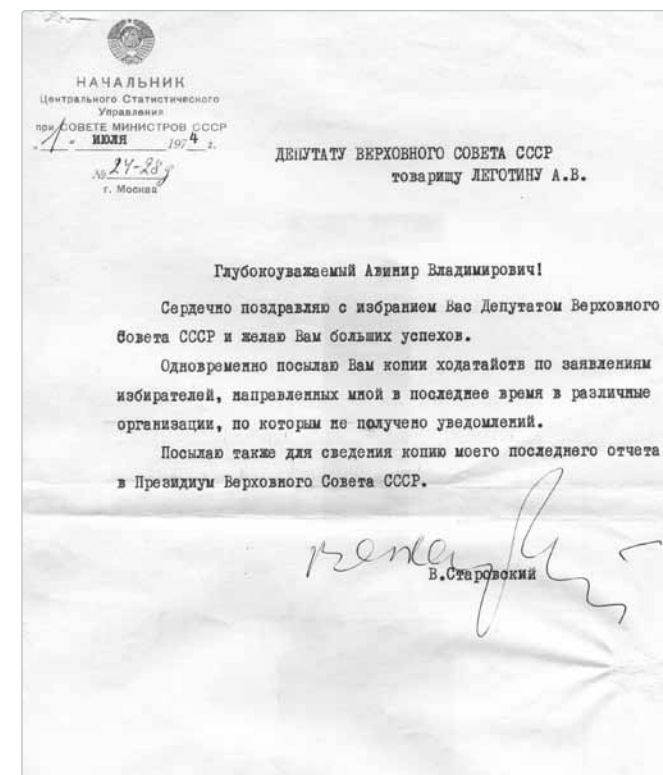 НАЧАЛЬНИК
Центрального Статистического
Управления
при СОВЕТЕ МИНИСТРОВ СССР
„1“ ИЮЛЯ 1974 г.
№ 24-28д
г. Москва
ДЕПУТАТУ ВЕРХОВНОГО СОВЕТА СССР
товарищу ЛЕГОТИНУ А.В.
Глубокоуважаемый Авинир Владимирович!
Сердечно поздравляю с избранием Вас Депутатом Верховного
Совета СССР и желаю Вам больших успехов.
Одновременно посылаю Вам копии ходатайств по заявлениям
избирателей, направленных мной в последнее время в различные
организации, по которым не получено уведомлений.
Посылаю также для сведения копию моего последнего отчета
в Президиум Верховного Совета СССР.
В.Старовский